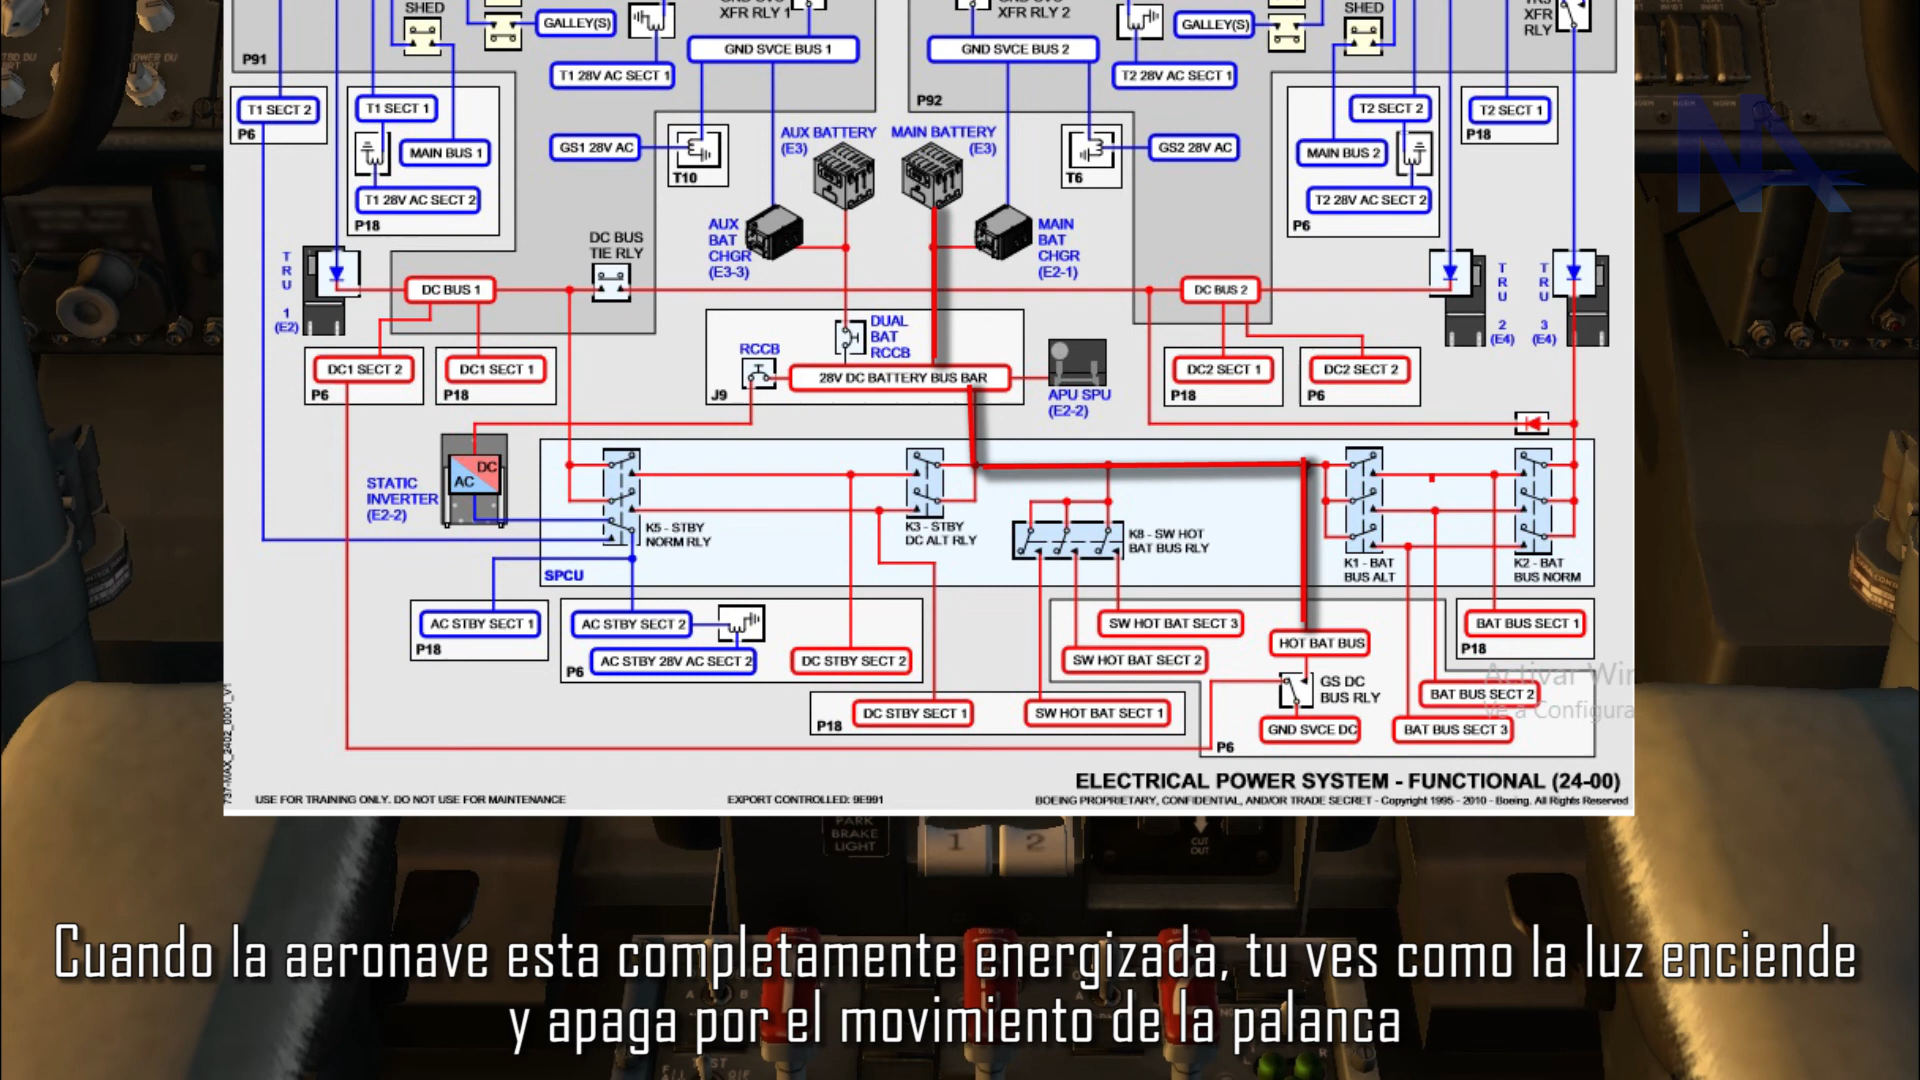 SHED
GALLEY(S)
XFR RLY 1
XFR RLY 2
GALLEY(S)
SHED
XFR
RLY
GND SVCE BUS 1
GND SVCE BUS 2
P91
T1 28V AC SECT 1
T2 28V AC SECT 1
P92
T1 SECT 2
P6
T1 SECT 1
MAIN BUS 1
T1 28V AC SECT 2
P18
GS1 28V AC
T10
AUX BATTERY
(E3)
MAIN BATTERY
(E3)
T6
GS2 28V AC
T2 SECT 2
MAIN BUS 2
T2 28V AC SECT 2
P6
T2 SECT 1
P18
AUX
BAT
CHGR
(E3-3)
MAIN
BAT
CHGR
(E2-1)
DC BUS
TIE RLY
T
R
U
1
(E2)
DC BUS 1
DC BUS 2
T
R
U
2
(E4)
T
R
U
3
(E4)
DUAL
BAT
RCCB
RCCB
28V DC BATTERY BUS BAR
J9
APU SPU
(E2-2)
DC1 SECT 2
P6
DC1 SECT 1
P18
DC2 SECT 1
P18
DC2 SECT 2
P6
STATIC
INVERTER
(E2-2)
DC
AC
K5 - STBY
NORM RLY
K3 - STBY
DC ALT RLY
K8 - SW HOT
BAT BUS RLY
K1 - BAT
BUS ALT
K2 - BAT
BUS NORM
SPCU
AC STBY SECT 1
P18
AC STBY SECT 2
AC STBY 28V AC SECT 2
P6
DC STBY SECT 2
SW HOT BAT SECT 3
SW HOT BAT SECT 2
HOT BAT BUS
BAT BUS SECT 1
P18
GS DC
BUS RLY
BAT BUS SECT 2
P18
DC STBY SECT 1
SW HOT BAT SECT 1
GND SVCE DC
BAT BUS SECT 3
P6
Activar Win
Ve a Configura
737-MAX_2402_0001_V1
ELECTRICAL POWER SYSTEM - FUNCTIONAL (24-00)
USE FOR TRAINING ONLY. DO NOT USE FOR MAINTENANCE
EXPORT CONTROLLED: 9E991
BOEING PROPRIETARY, CONFIDENTIAL, AND/OR TRADE SECRET - Copyright 1995 - 2010 - Boeing. All Rights Reserved
PARK
BRAKE
LIGHT
1
2
CUT
OUT
Cuando la aeronave esta completamente energizada, tu ves como la luz enciende
y apaga por el movimiento de la palanca